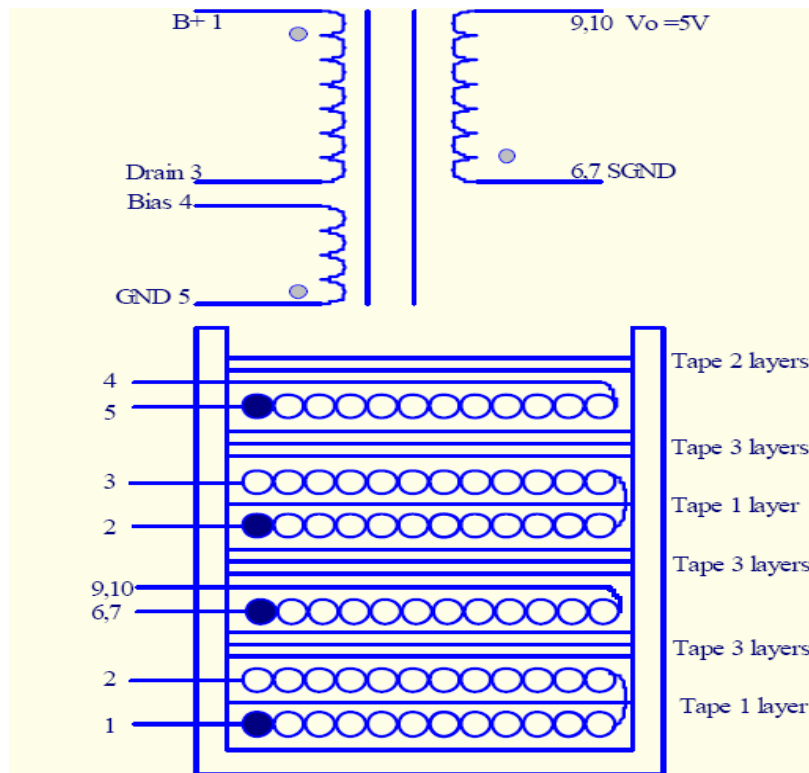 B+ 1
9,10 Vo =5V
Drain 3
6,7 SGND
Bias 4
GND 5
Tape 2 layers
4
5
Tape 3 layers
3
Tape 1 layer
2
Tape 3 layers
9,10
6,7
Tape 3 layers
2
Tape 1 layer
1